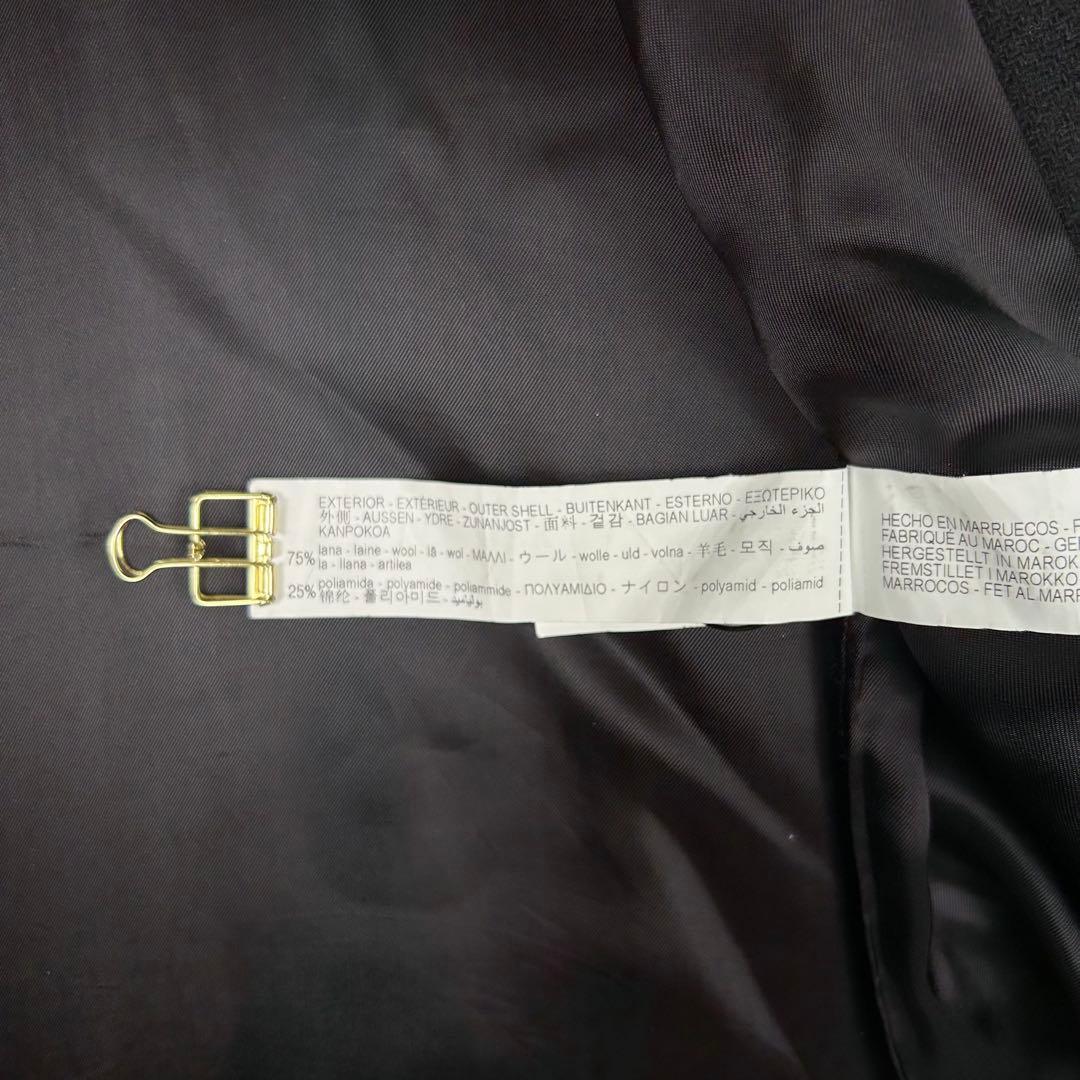 EXTERIOR - EXTÉRIEUR - OUTER SHELL - BUITENKANT - ESTERNO - ΕΞΩΤΕΡΙΚΟ
外側 - AUSSEN - YDRE - ZUNANJOST - 面料 - 겉감 - BAGIAN LUAR - الجزء الخارجي
KANPOKOA
75% lana - laine - wool - lã - wol - ΜΑΛΛΙ - ウール - wolle - uld - volna - 羊毛 - 모직 - صوف
la - llana - artilea
25% poliamida - polyamide - poliammide - ΠΟΛΥΑΜΙΔΙΟ - ナイロン - polyamid - poliamid
锦纶 - 폴리아미드 - بوليأميد
HECHO EN MARRUECOS - F
FABRIQUÉ AU MAROC - GE
HERGESTELLT IN MAROK
FREMSTILLET I MAROKKO
MARROCOS - FET AL MARR